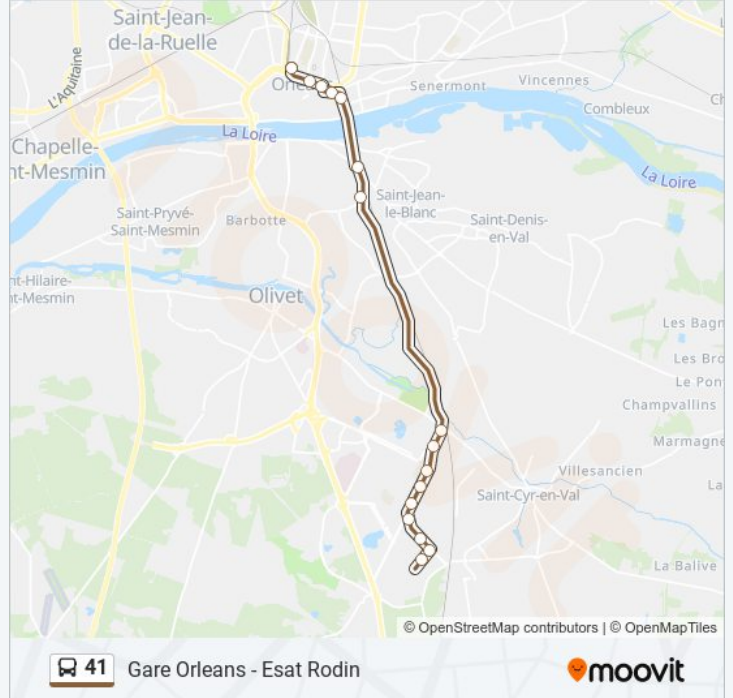 Saint-Jean-
de-la-Ruelle
L'Aquitaine
Senermont
Vincennes
Combleux
La Loire
Chapelle-
nt-Mesmin
La Loire
Saint-Jean-
le-Blanc
Saint-Pryvé-
Saint-Mesmin
Barbotte
Saint-Denis-
en-Val
nt-Hilaire-
nt-Mesmin
Olivet
Les Bagn
Les Bro
Le Pon
Champvallins
Marmagne
Villesancien
Saint-Cyr-en-Val
La
La Balive
© OpenStreetMap contributors | © OpenMapTiles
41 Gare Orleans - Esat Rodin
moovit